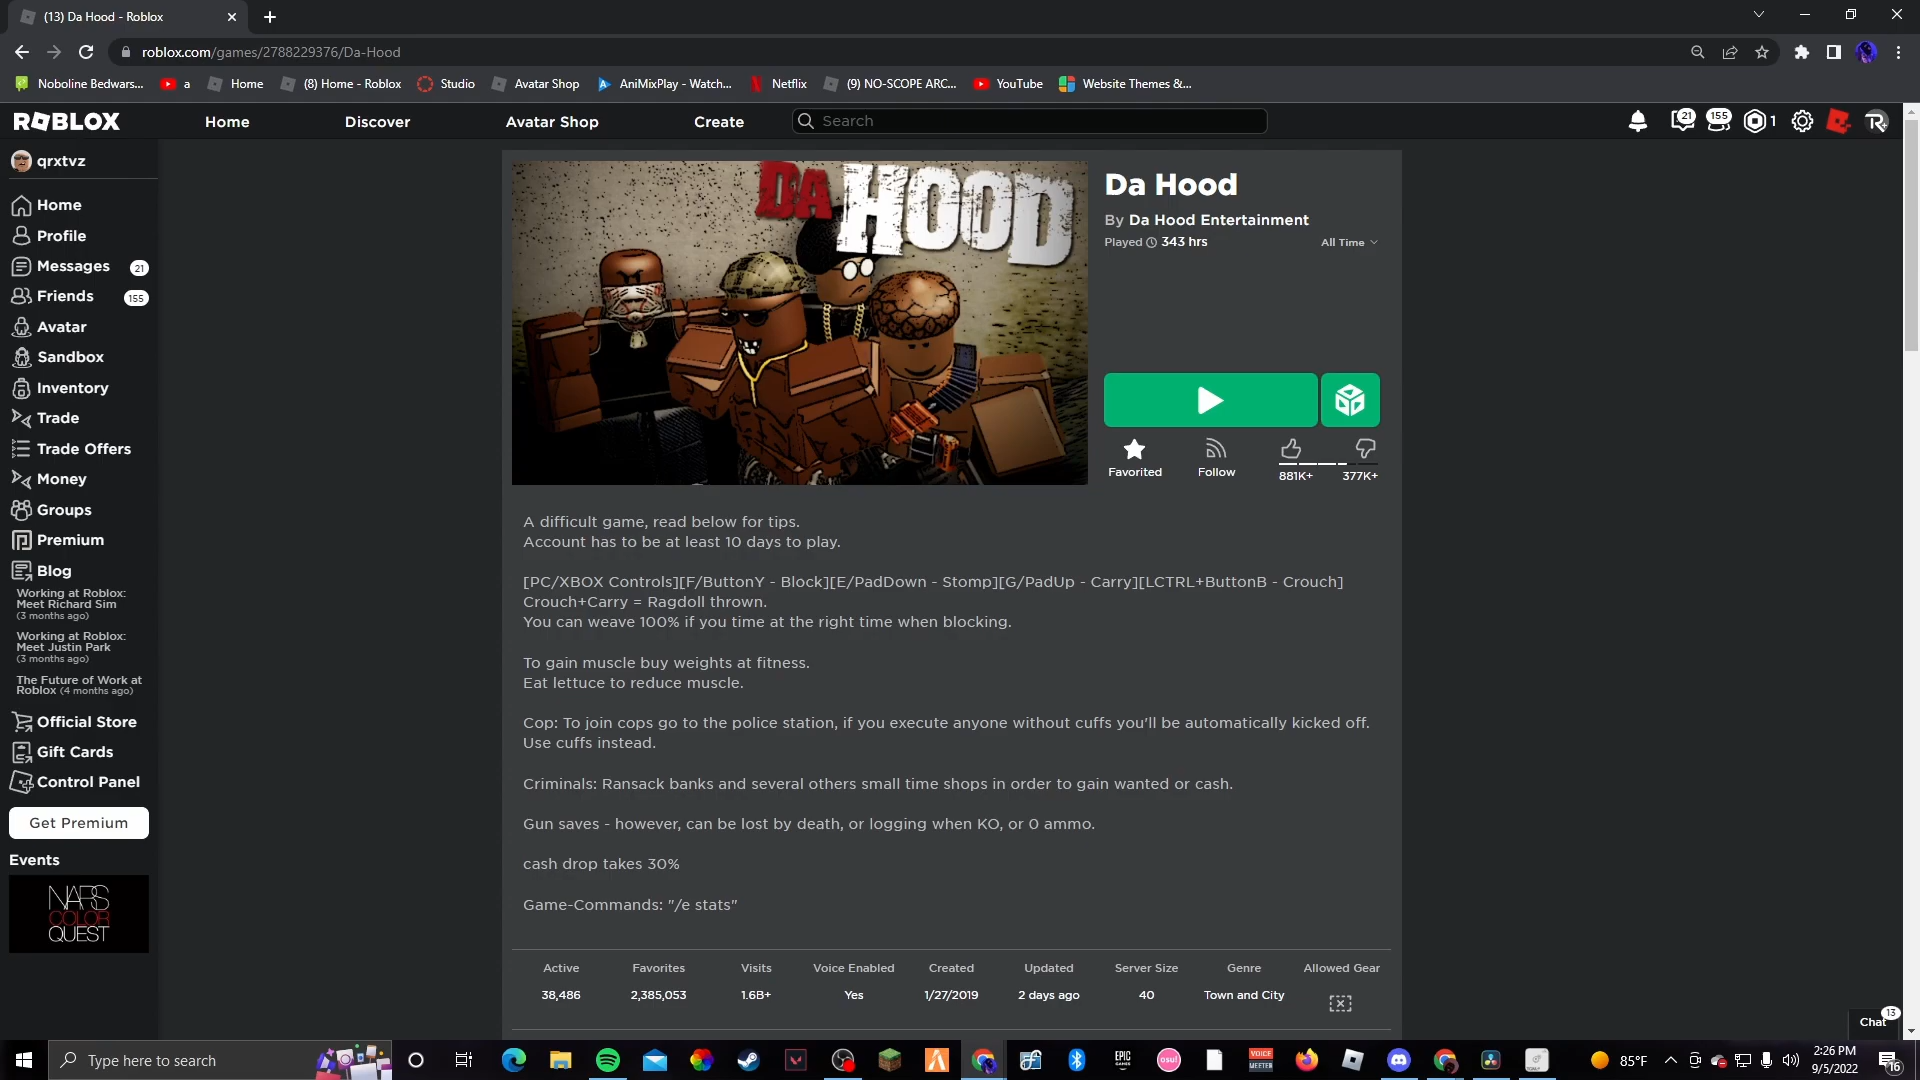 (13) Da Hood - Roblox
roblox.com/games/2788229376/Da-Hood
Noboline Bedwars...
a
Home
(8) Home - Roblox
Studio
Avatar Shop
AniMixPlay - Watch...
Netflix
(9) NO-SCOPE ARC...
YouTube
Website Themes &...
ROBLOX
Home
Discover
Avatar Shop
Create
Search
21
155
1
qrxtvz
Home
Profile
Messages 21
Friends 155
Avatar
Sandbox
Inventory
Trade
Trade Offers
Money
Groups
Premium
Blog
Working at Roblox:
Meet Richard Sim
(3 months ago)
Working at Roblox:
Meet Justin Park
(3 months ago)
The Future of Work at
Roblox (4 months ago)
Official Store
Gift Cards
Control Panel
Get Premium
Events
NARS
COLOR
QUEST
DA HOOD
Da Hood
By Da Hood Entertainment
Played 343 hrs
All Time
Favorited
Follow
881K+
377K+
A difficult game, read below for tips.
Account has to be at least 10 days to play.
[PC/XBOX Controls][F/ButtonY - Block][E/PadDown - Stomp][G/PadUp - Carry][LCTRL+ButtonB - Crouch]
Crouch+Carry = Ragdoll thrown.
You can weave 100% if you time at the right time when blocking.
To gain muscle buy weights at fitness.
Eat lettuce to reduce muscle.
Cop: To join cops go to the police station, if you execute anyone without cuffs you'll be automatically kicked off.
Use cuffs instead.
Criminals: Ransack banks and several others small time shops in order to gain wanted or cash.
Gun saves - however, can be lost by death, or logging when KO, or 0 ammo.
cash drop takes 30%
Game-Commands: "/e stats"
Active
Favorites
Visits
Voice Enabled
Created
Updated
Server Size
Genre
Allowed Gear
38,486
2,385,053
1.6B+
Yes
1/27/2019
2 days ago
40
Town and City
Chat
13
Type here to search
EPIC
GAMES
osu!
VOICE
MEETER
85°F
2:26 PM
9/5/2022
16